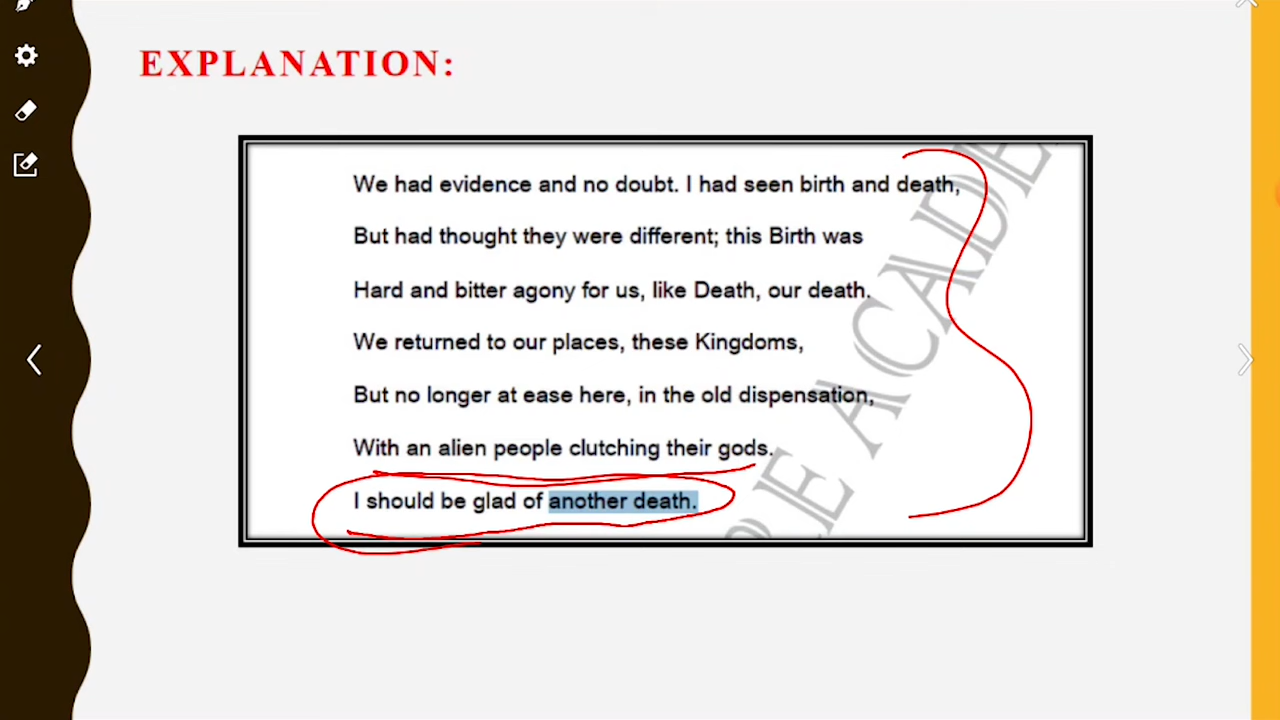 EXPLANATION:
We had evidence and no doubt. I had seen birth and death,
But had thought they were different; this Birth was
Hard and bitter agony for us, like Death, our death.
We returned to our places, these Kingdoms,
But no longer at ease here, in the old dispensation,
With an alien people clutching their gods.
I should be glad of another death.